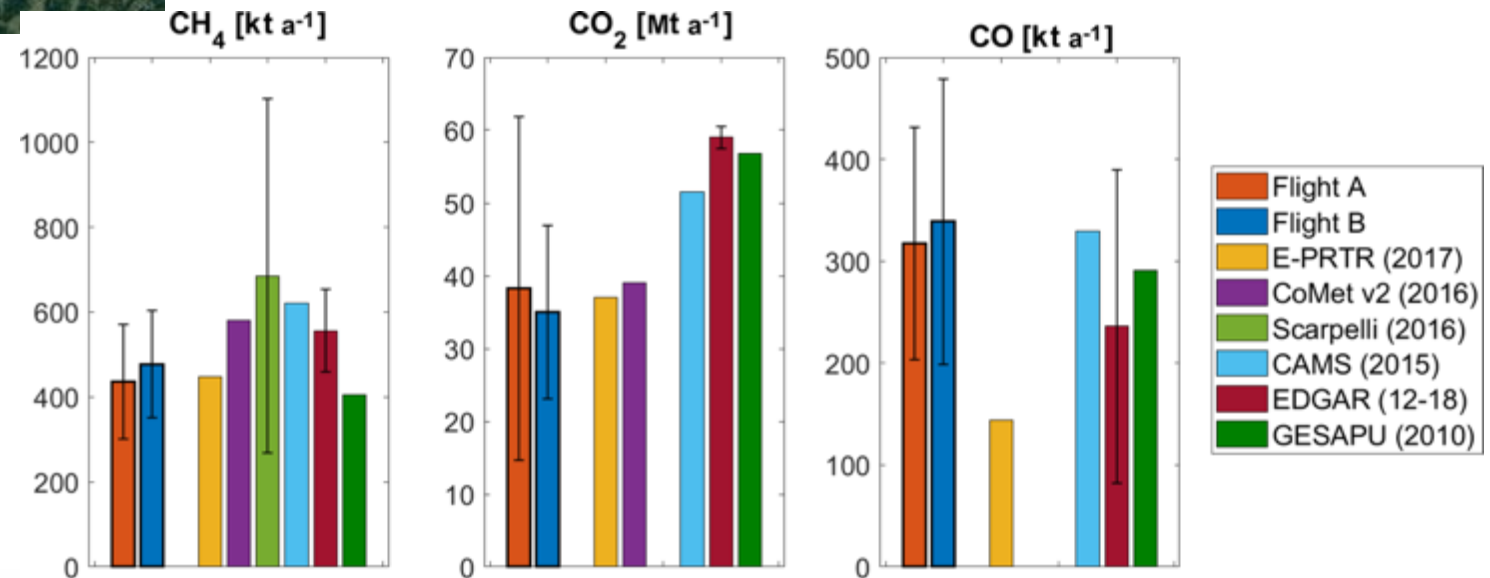 CH4 [kt a-1]
1200
1000
800
600
400
200
0
CO2 [Mt a-1]
70
60
50
40
30
20
10
0
CO [kt a-1]
500
400
300
200
100
0
Flight A
Flight B
E-PRTR (2017)
CoMet v2 (2016)
Scarpelli (2016)
CAMS (2015)
EDGAR (12-18)
GESAPU (2010)